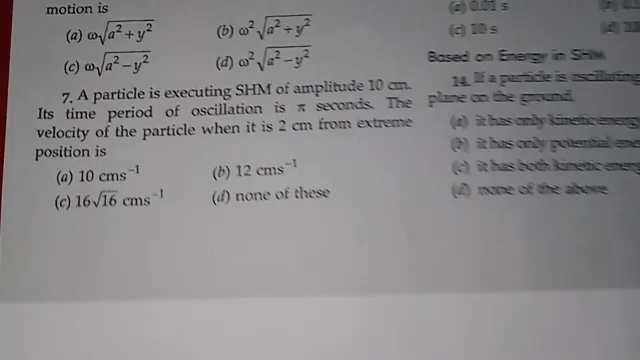 motion is
(a) ω√a² + y²
(b) ω² √a² + y²
(c) ω√a² − y²
(d) ω² √a² − y²
7. A particle is executing SHM of amplitude 10 cm.
Its time period of oscillation is π seconds. The
velocity of the particle when it is 2 cm from extreme
position is
(a) 10 cms⁻¹
(b) 12 cms⁻¹
(c) 16√16 cms⁻¹
(d) none of these
(a) 0.01 s
(c) 10 s
Based on Energy in SHM
14. If a particle is oscillating
plane on the ground,
(a) it has only kinetic energy
(b) it has only potential ene
(c) it has both kinetic energ
(d) none of the above